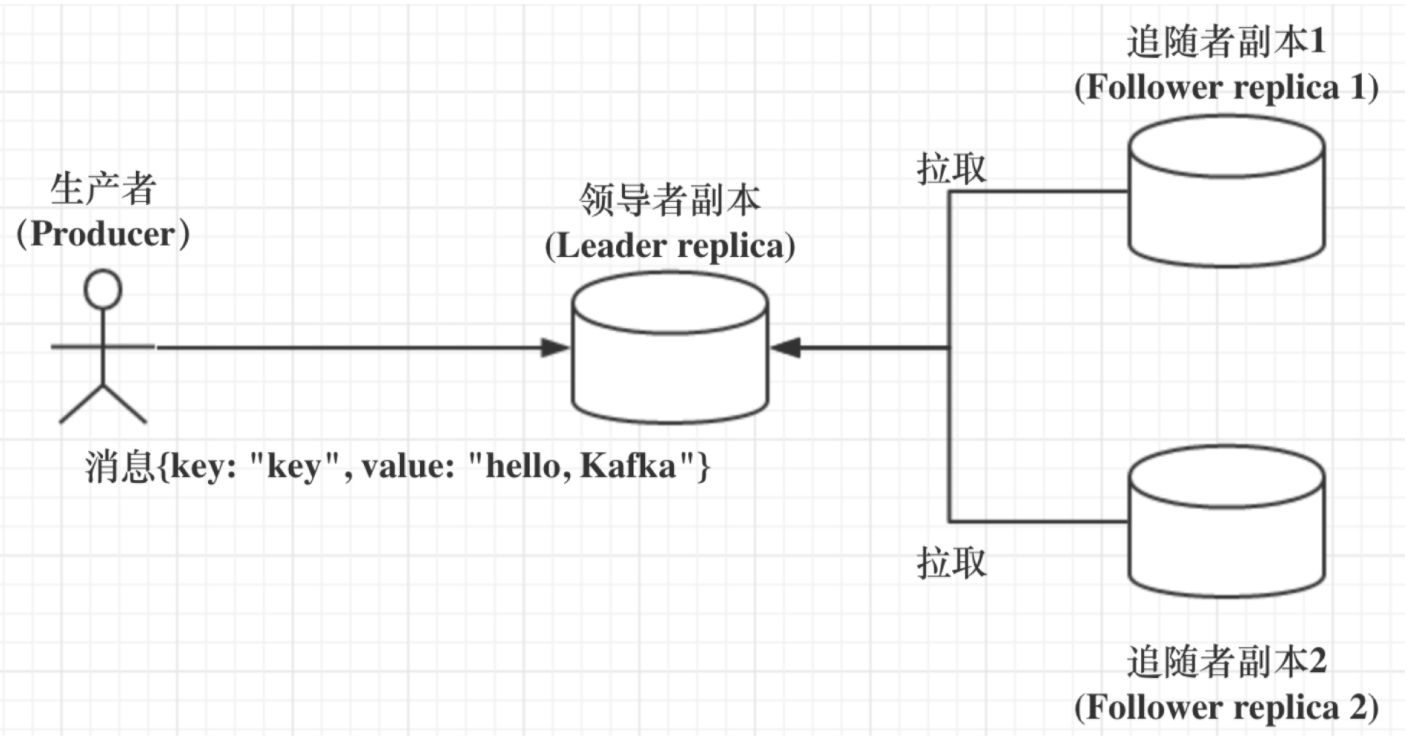 生产者
（Producer）
消息{key: "key", value: "hello, Kafka"}
领导者副本
(Leader replica)
拉取
追随者副本1
(Follower replica 1)
拉取
追随者副本2
(Follower replica 2)